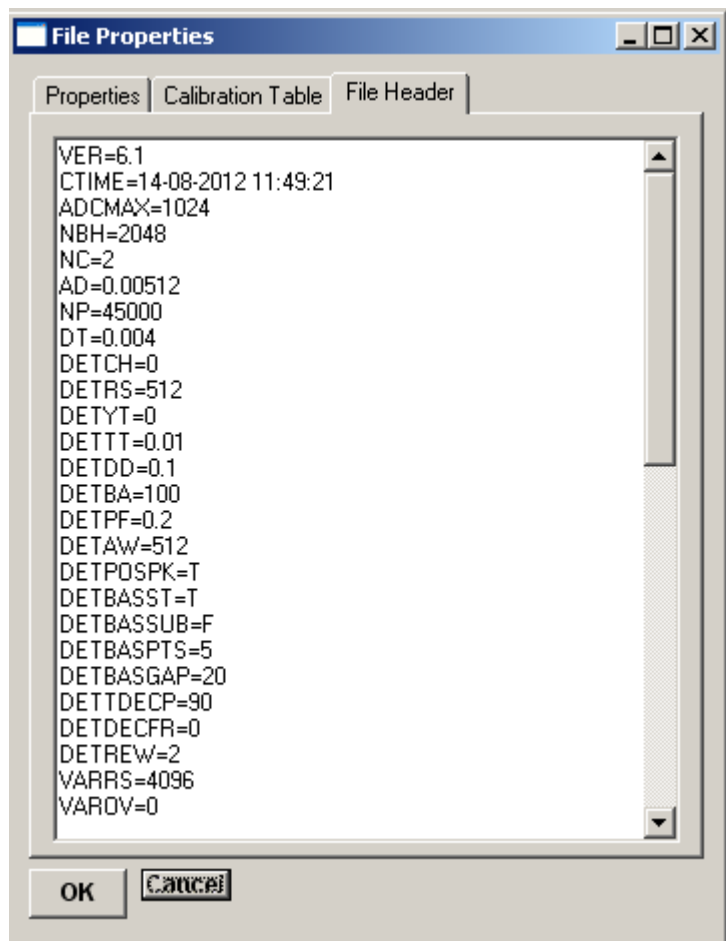 File Properties
Properties Calibration Table File Header
VER=6.1
CTIME=14-08-2012 11:49:21
ADCMAX=1024
NBH=2048
NC=2
AD=0.00512
NP=45000
DT=0.004
DETCH=0
DETRS=512
DETYT=0
DETTT=0.01
DETDD=0.1
DETBA=100
DETPF=0.2
DETAW=512
DETPOSPK=T
DETBASST=T
DETBASSUB=F
DETBASPTS=5
DETBASGAP=20
DETTDECP=90
DETDECFR=0
DETREW=2
VARRS=4096
VAROV=0
OK Cancel